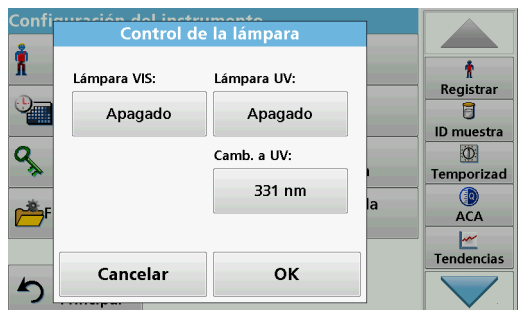 Configuración del instrumento
Control de la lámpara
Lámpara VIS:
Lámpara UV:
Apagado
Apagado
Camb. a UV:
331 nm
Cancelar
OK
Principal
Registrar
ID muestra
Temporizad
ACA
Tendencias